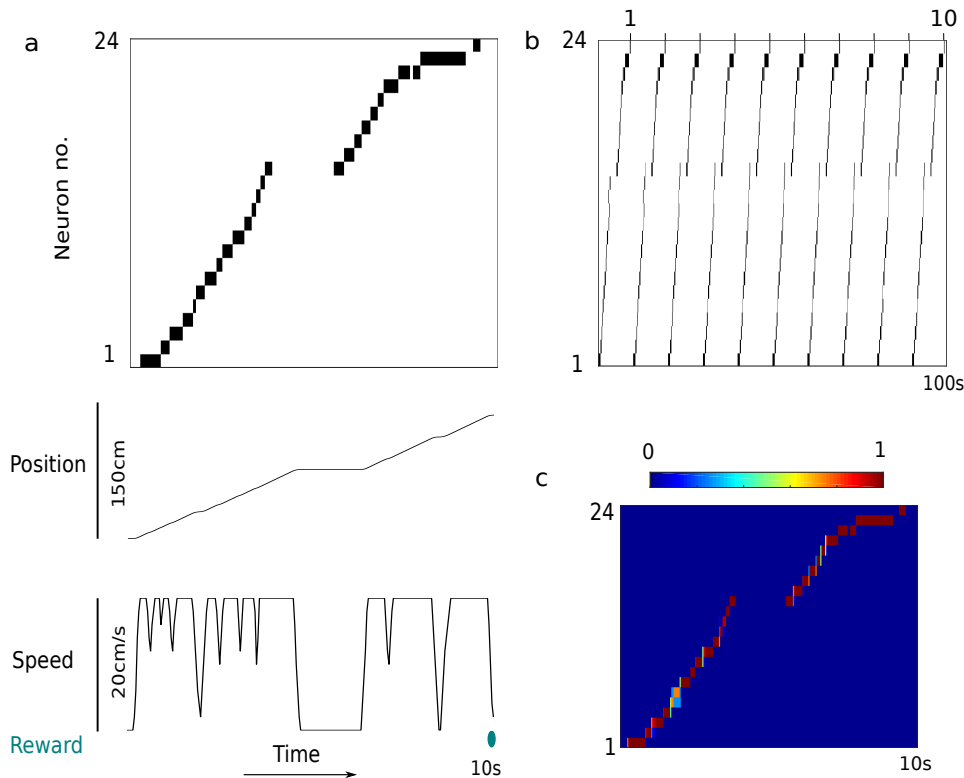 a
24
Neuron no.
1
Position
150cm
Speed
20cm/s
Reward
Time
10s
b
1
10
24
1
100s
c
0
1
24
1
10s